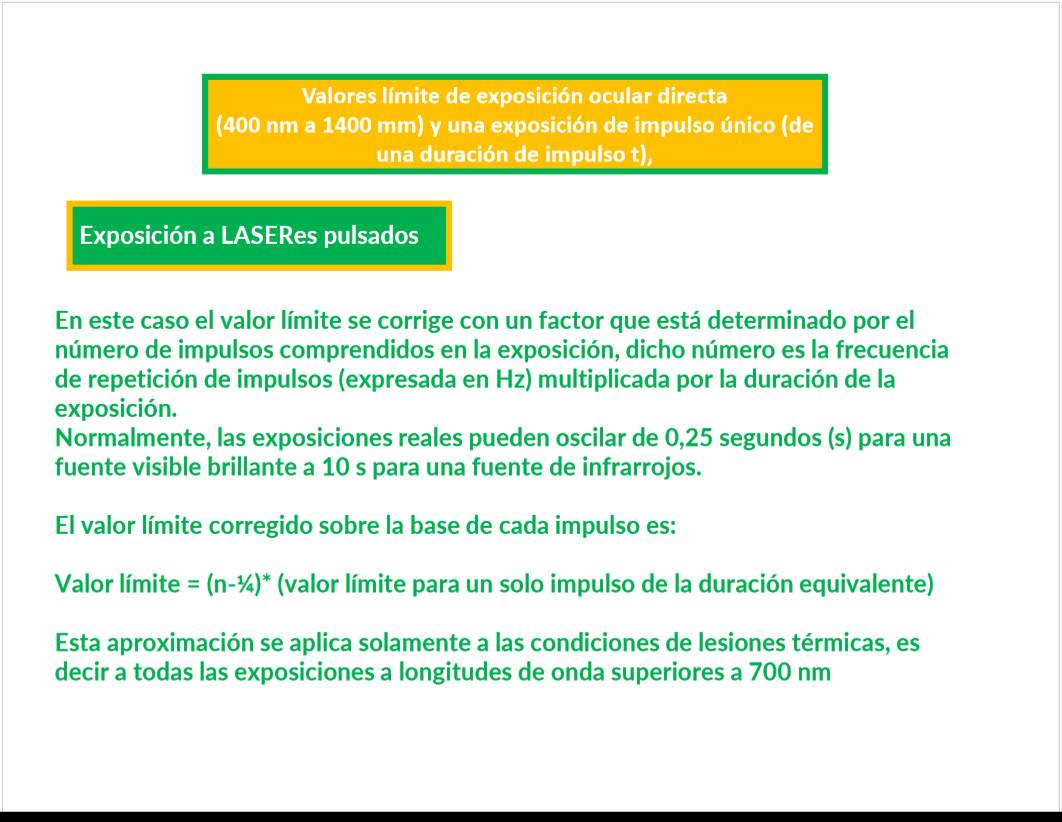 Valores límite de exposición ocular directa
(400 nm a 1400 mm) y una exposición de impulso único (de
una duración de impulso t),
Exposición a LASERes pulsados
En este caso el valor límite se corrige con un factor que está determinado por el
número de impulsos comprendidos en la exposición, dicho número es la frecuencia
de repetición de impulsos (expresada en Hz) multiplicada por la duración de la
exposición.
Normalmente, las exposiciones reales pueden oscilar de 0,25 segundos (s) para una
fuente visible brillante a 10 s para una fuente de infrarrojos.
El valor límite corregido sobre la base de cada impulso es:
Valor límite = (n-¼)* (valor límite para un solo impulso de la duración equivalente)
Esta aproximación se aplica solamente a las condiciones de lesiones térmicas, es
decir a todas las exposiciones a longitudes de onda superiores a 700 nm